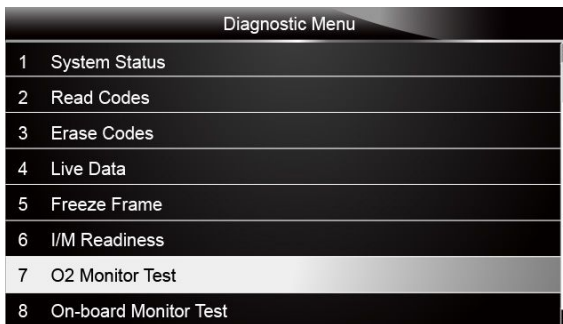 Diagnostic Menu
1 System Status
2 Read Codes
3 Erase Codes
4 Live Data
5 Freeze Frame
6 I/M Readiness
7 O2 Monitor Test
8 On-board Monitor Test